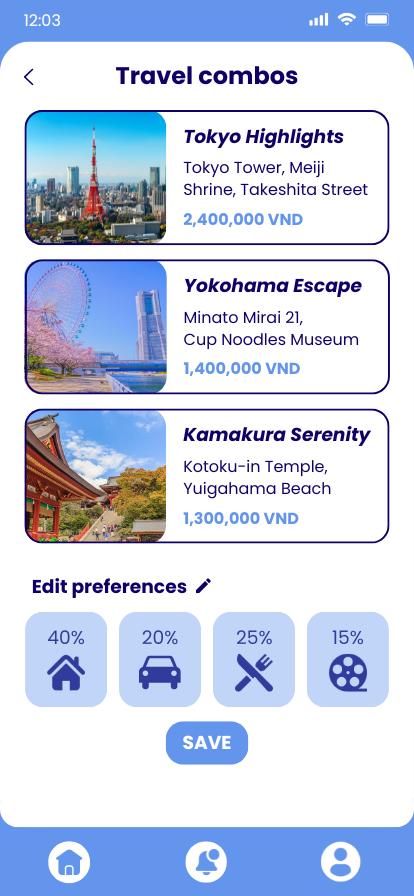 12:03
Travel combos
Tokyo Highlights
Tokyo Tower, Meiji
Shrine, Takeshita Street
2,400,000 VND
Yokohama Escape
Minato Mirai 21,
Cup Noodles Museum
1,400,000 VND
Kamakura Serenity
Kotoku-in Temple,
Yuigahama Beach
1,300,000 VND
Edit preferences
40% 20% 25% 15%
SAVE